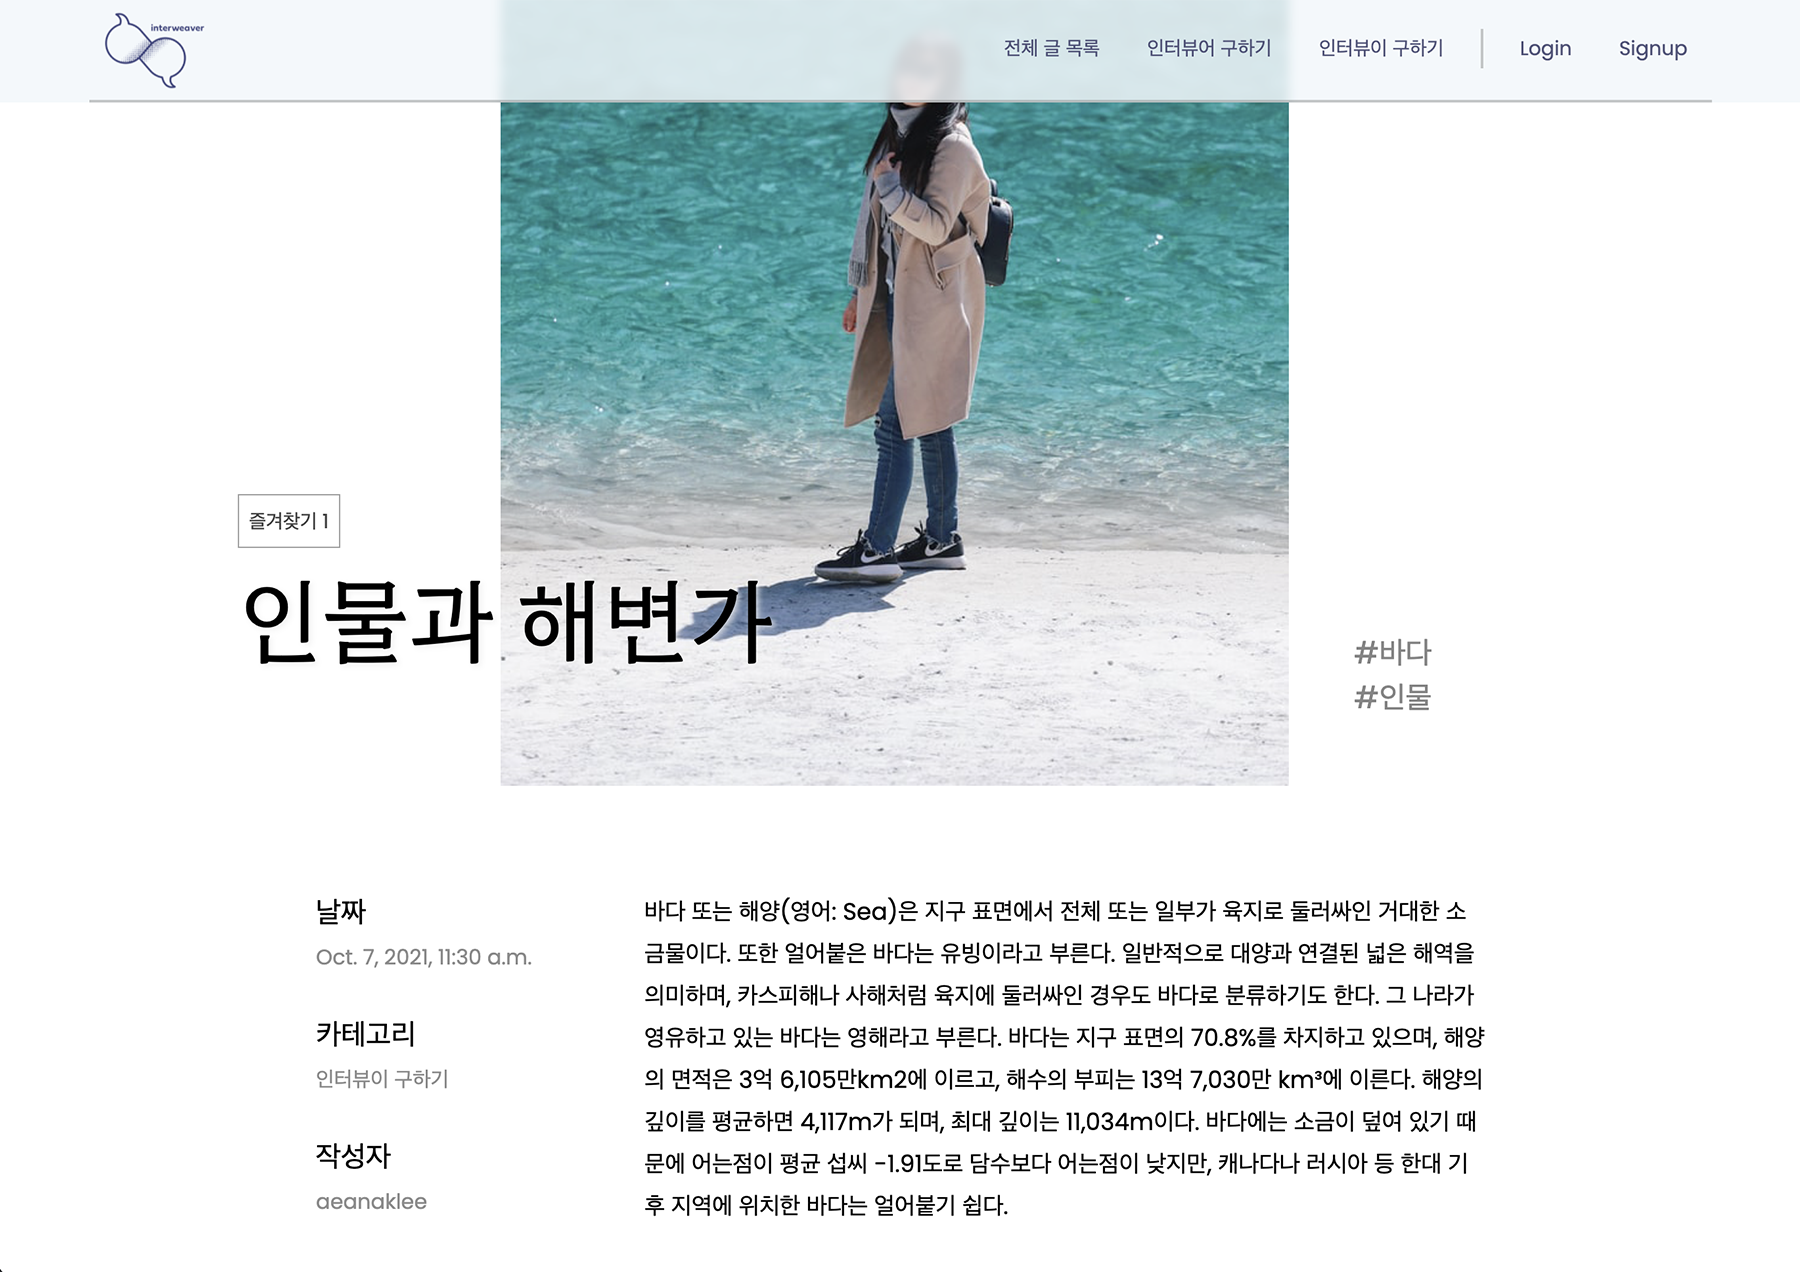 interweaver
전체 글 목록
인터뷰어 구하기
인터뷰이 구하기
Login
Signup
즐겨찾기 1
인물과 해변가
#바다
#인물
날짜
Oct. 7, 2021, 11:30 a.m.
카테고리
인터뷰이 구하기
작성자
aeanaklee
바다 또는 해양(영어: Sea)은 지구 표면에서 전체 또는 일부가 육지로 둘러싸인 거대한 소
금물이다. 또한 얼어붙은 바다는 유빙이라고 부른다. 일반적으로 대양과 연결된 넓은 해역을
의미하며, 카스피해나 사해처럼 육지에 둘러싸인 경우도 바다로 분류하기도 한다. 그 나라가
영유하고 있는 바다는 영해라고 부른다. 바다는 지구 표면의 70.8%를 차지하고 있으며, 해양
의 면적은 3억 6,105만km2에 이르고, 해수의 부피는 13억 7,030만 km³에 이른다. 해양의
깊이를 평균하면 4,117m가 되며, 최대 깊이는 11,034m이다. 바다에는 소금이 덮여 있기 때
문에 어는점이 평균 섭씨 -1.91도로 담수보다 어는점이 낮지만, 캐나다나 러시아 등 한대 기
후 지역에 위치한 바다는 얼어붙기 쉽다.